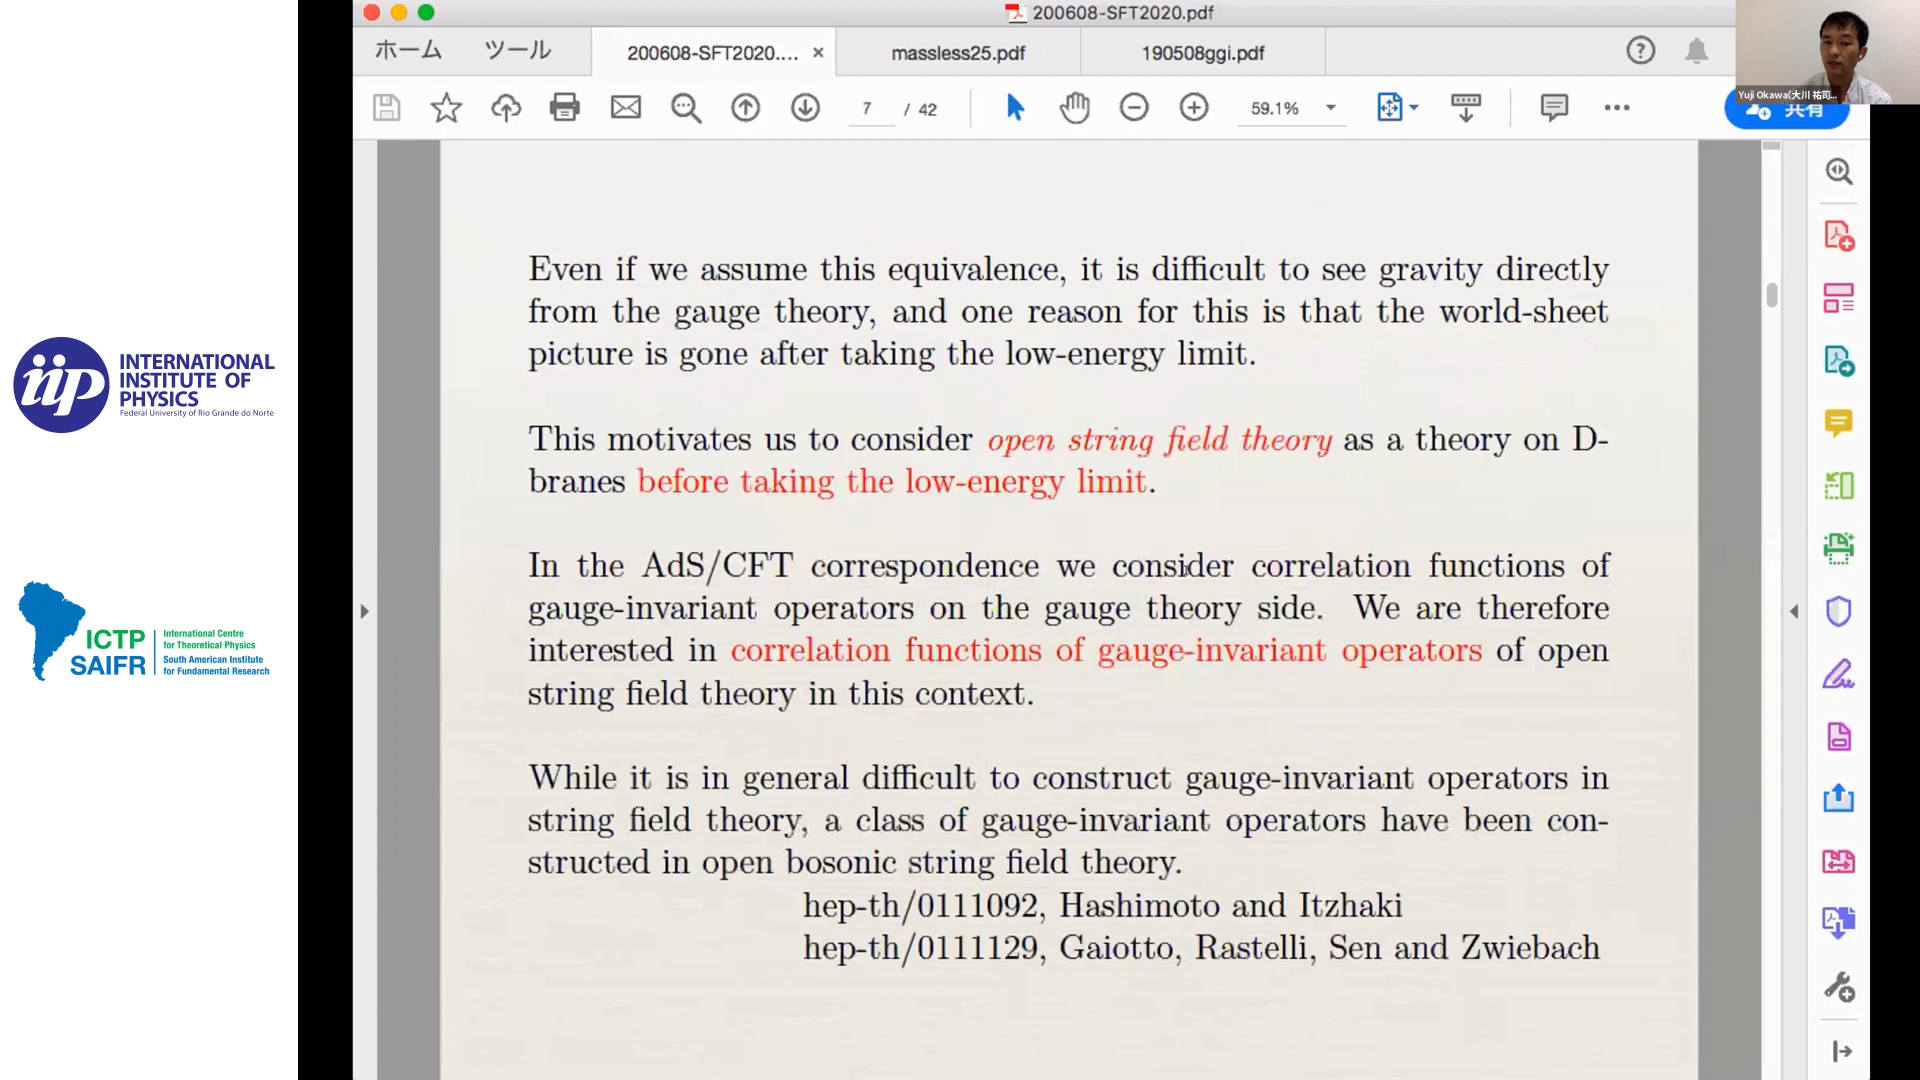 200608-SFT2020.pdf
ホーム ツール 200608-SFT2020.... × massless25.pdf 190508ggi.pdf
7 / 42 59.1% 共有
Yuji Okawa(大川 祐司...
Even if we assume this equivalence, it is difficult to see gravity directly
from the gauge theory, and one reason for this is that the world-sheet
picture is gone after taking the low-energy limit.
This motivates us to consider open string field theory as a theory on D-
branes before taking the low-energy limit.
In the AdS/CFT correspondence we consider correlation functions of
gauge-invariant operators on the gauge theory side. We are therefore
interested in correlation functions of gauge-invariant operators of open
string field theory in this context.
While it is in general difficult to construct gauge-invariant operators in
string field theory, a class of gauge-invariant operators have been con-
structed in open bosonic string field theory.
hep-th/0111092, Hashimoto and Itzhaki
hep-th/0111129, Gaiotto, Rastelli, Sen and Zwiebach
iip
INTERNATIONAL
INSTITUTE OF
PHYSICS
Federal University of Rio Grande do Norte
ICTP
SAIFR
International Centre
for Theoretical Physics
South American Institute
for Fundamental Research